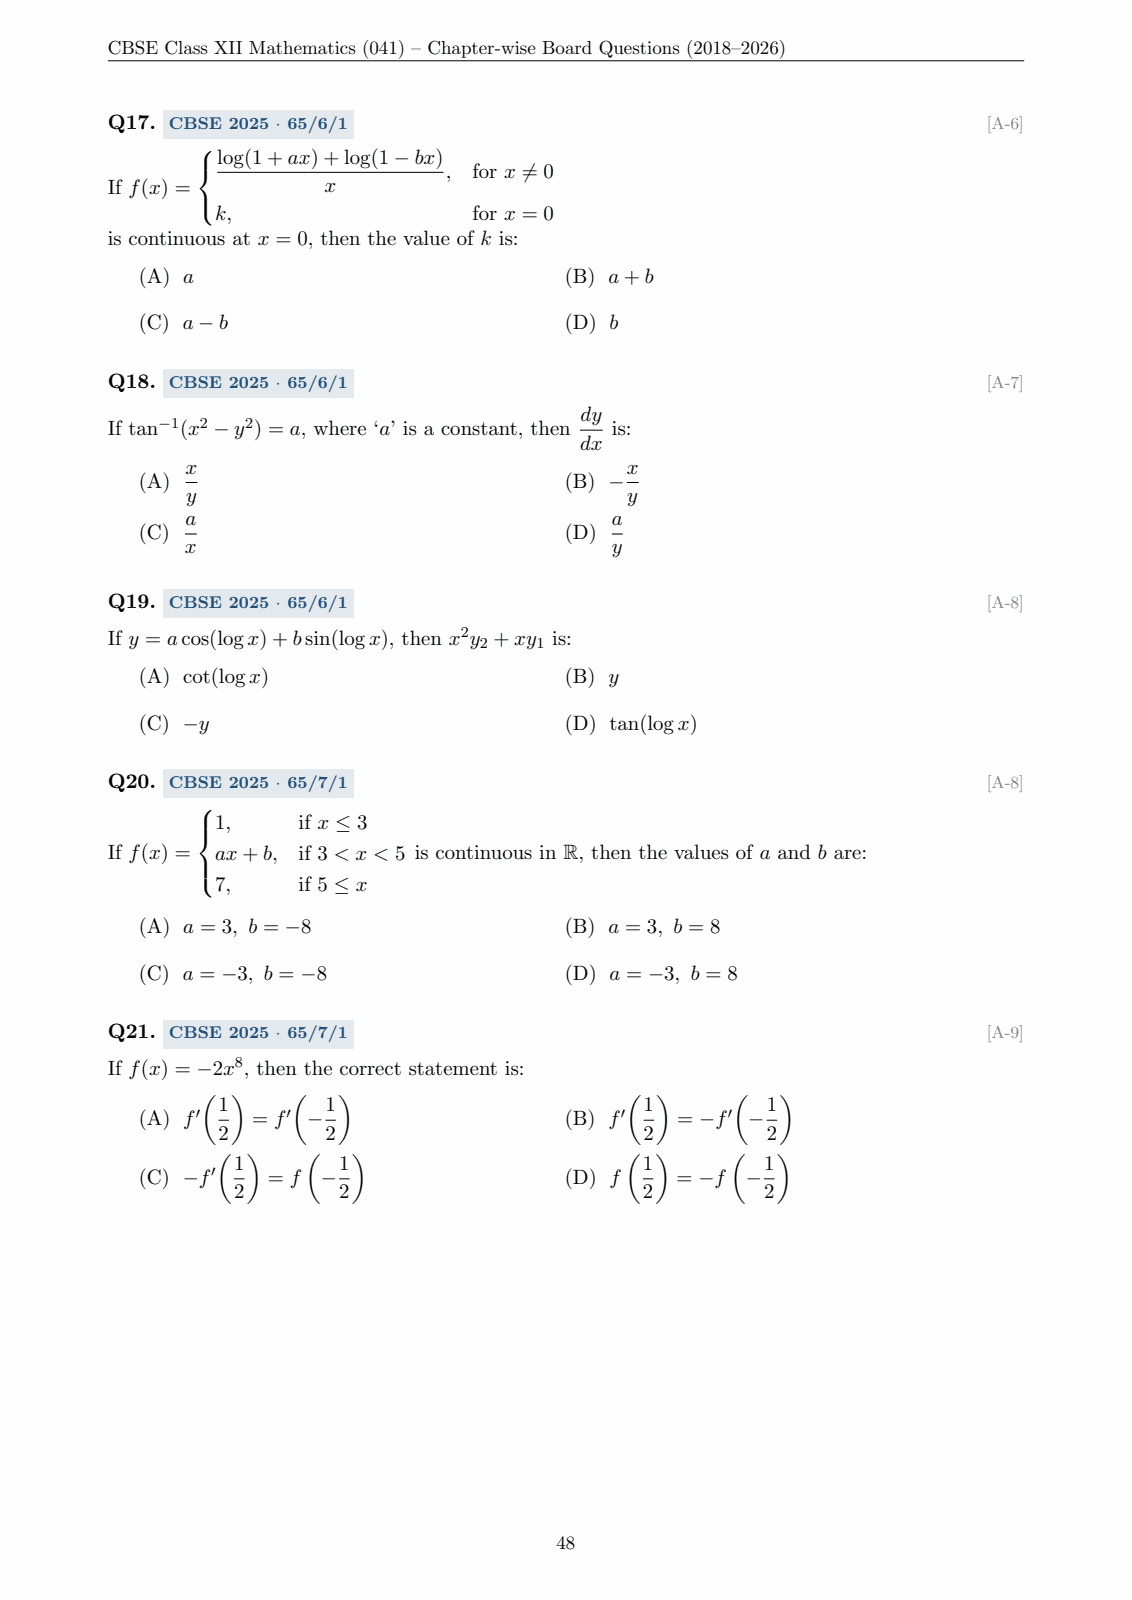 CBSE Class XII Mathematics (041) – Chapter-wise Board Questions (2018–2026)
Q17. CBSE 2025 · 65/6/1 [A-6]
If f(x) = { (log(1 + ax) + log(1 − bx))/x, for x ≠ 0
k, for x = 0
is continuous at x = 0, then the value of k is:
(A) a (B) a + b
(C) a − b (D) b
Q18. CBSE 2025 · 65/6/1 [A-7]
If tan⁻¹(x² − y²) = a, where ‘a’ is a constant, then dy/dx is:
(A) x/y (B) −x/y
(C) a/x (D) a/y
Q19. CBSE 2025 · 65/6/1 [A-8]
If y = a cos(log x) + b sin(log x), then x²y₂ + xy₁ is:
(A) cot(log x) (B) y
(C) −y (D) tan(log x)
Q20. CBSE 2025 · 65/7/1 [A-8]
1, if x ≤ 3
If f(x) = { ax + b, if 3 < x < 5 is continuous in ℝ, then the values of a and b are:
7, if 5 ≤ x
(A) a = 3, b = −8 (B) a = 3, b = 8
(C) a = −3, b = −8 (D) a = −3, b = 8
Q21. CBSE 2025 · 65/7/1 [A-9]
If f(x) = −2x⁸, then the correct statement is:
(A) f′(1/2) = f′(−1/2) (B) f′(1/2) = −f′(−1/2)
(C) −f′(1/2) = f(−1/2) (D) f(1/2) = −f(−1/2)
48